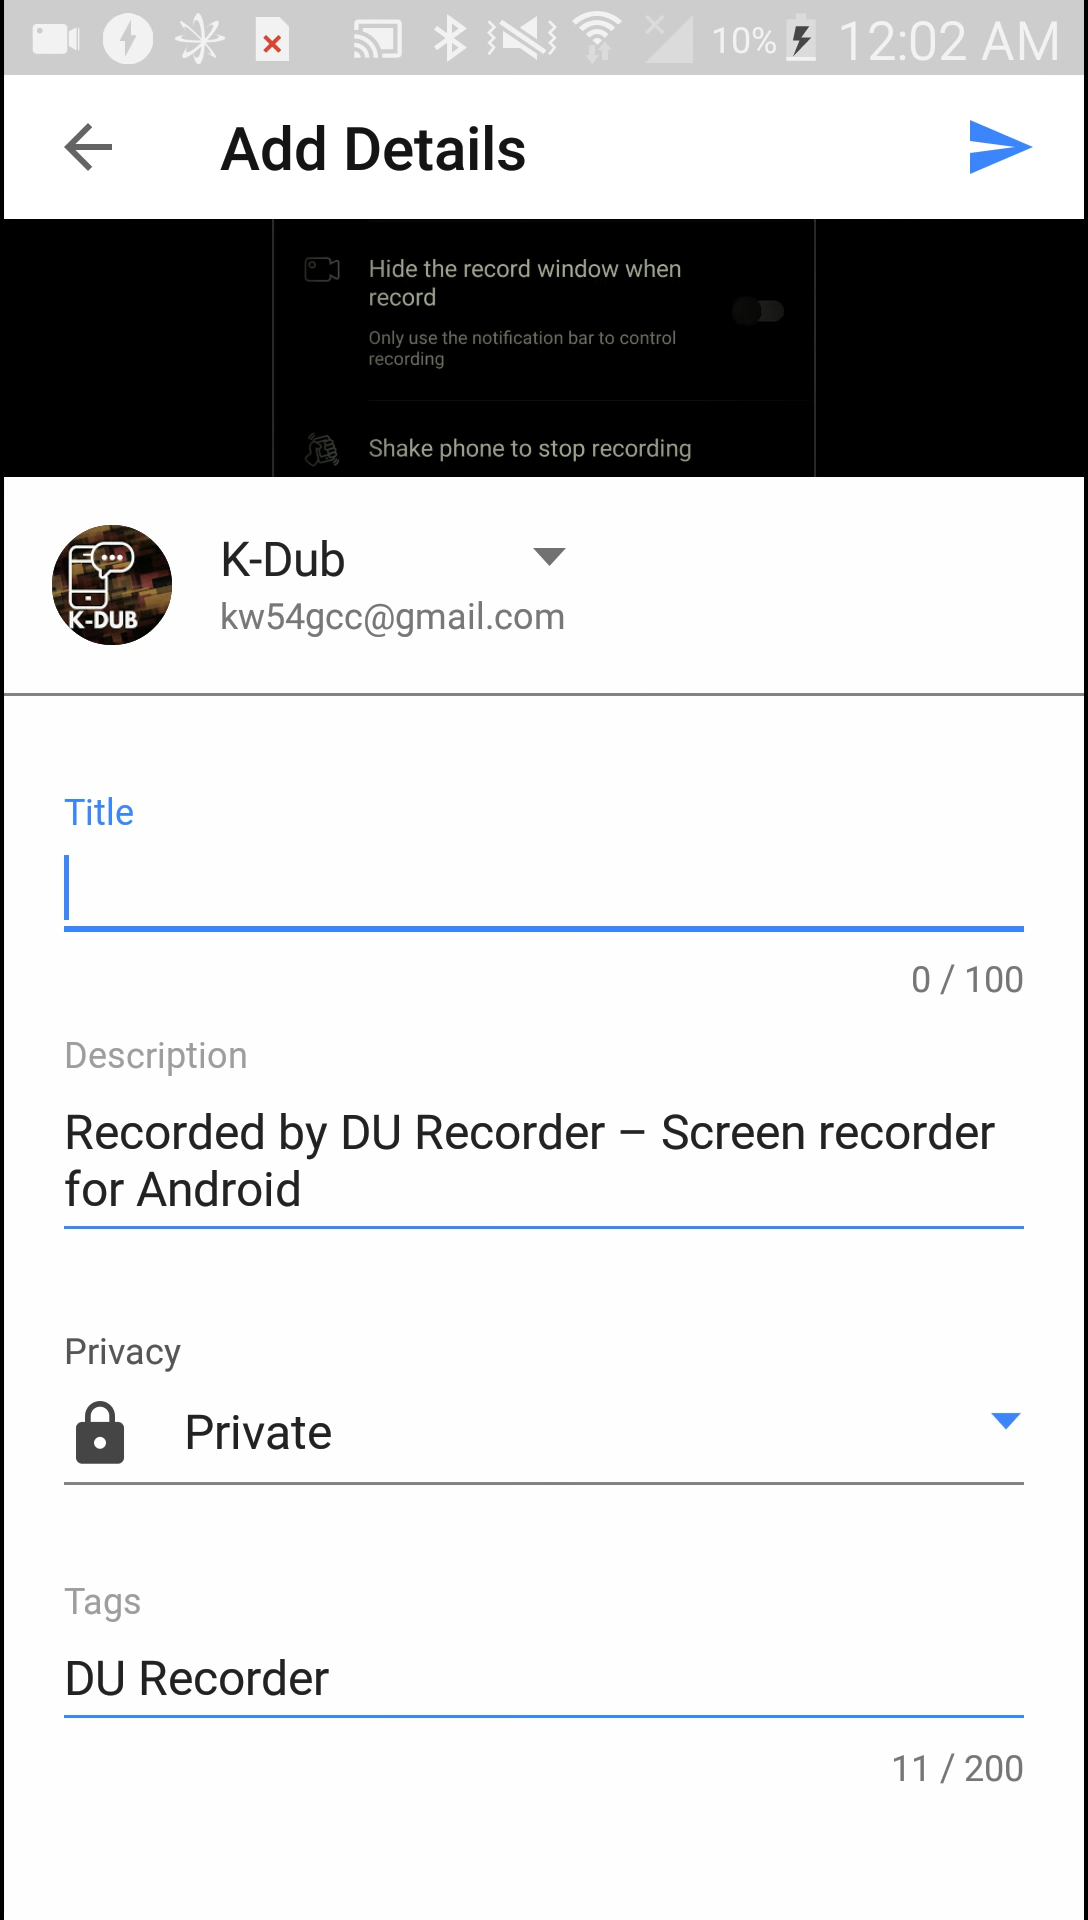 10% 12:02 AM
Add Details
Hide the record window when
record
Only use the notification bar to control
recording
Shake phone to stop recording
K-DUB
K-Dub
kw54gcc@gmail.com
Title
0 / 100
Description
Recorded by DU Recorder – Screen recorder
for Android
Privacy
Private
Tags
DU Recorder
11 / 200